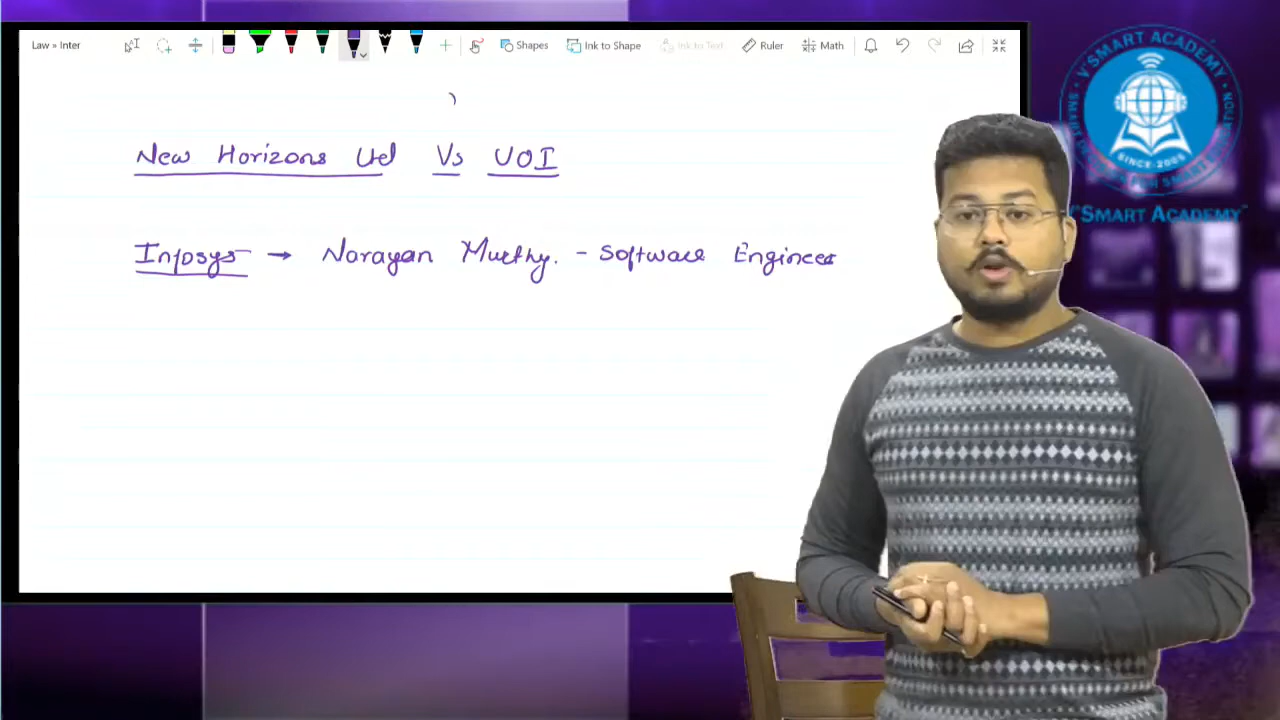 Law » Inter
Shapes
Ink to Shape
Ink to Text
Ruler
Math
New Horizons Ltd Vs UOI
Infosys → Narayan Murthy. - Software Engineer
V'SMART ACADEMY
SINCE-2006
V'SMART ACADEMY